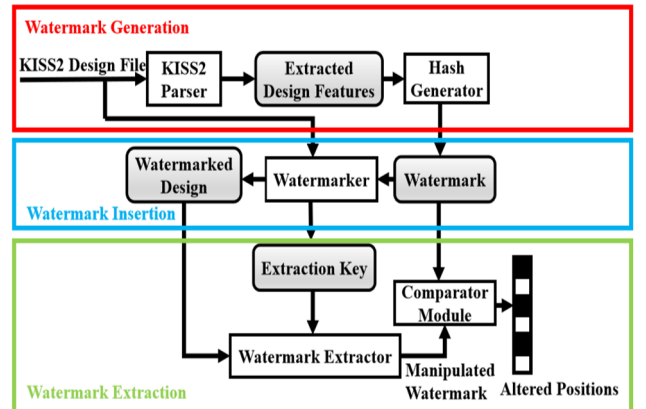 Watermark Generation
KISS2 Design File
KISS2
Parser
Extracted
Design Features
Hash
Generator
Watermarked
Design
Watermarker
Watermark
Watermark Insertion
Extraction Key
Comparator
Module
Watermark Extractor
Manipulated
Watermark
Altered Positions
Watermark Extraction